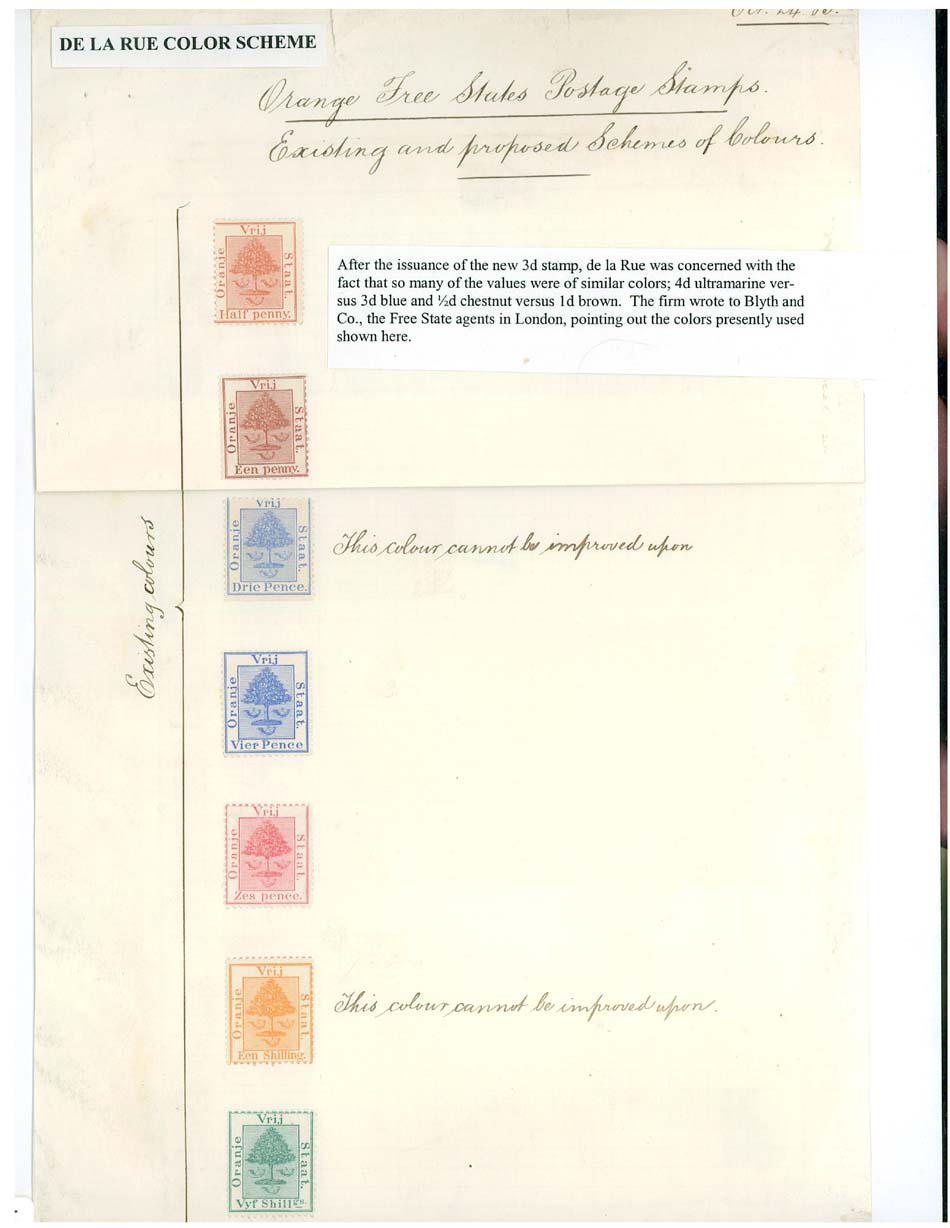 DE LA RUE COLOR SCHEME
Orange Free States Postage Stamps.
Existing and proposed Schemes of Colours.
Vrij
Oranje
Staat.
Half penny.
After the issuance of the new 3d stamp, de la Rue was concerned with the
fact that so many of the values were of similar colors; 4d ultramarine ver-
sus 3d blue and ½d chestnut versus 1d brown. The firm wrote to Blyth and
Co., the Free State agents in London, pointing out the colors presently used
shown here.
Vrij
Oranje
Staat.
Een penny.
Existing colours
Vrij
Oranje
Staat.
Drie Pence.
This colour cannot be improved upon
Vrij
Oranje
Staat.
Vier Pence
Vrij
Oranje
Staat.
Zes pence.
Vrij
Oranje
Staat.
Een Shilling.
This colour cannot be improved upon.
Vrij
Oranje
Staat.
Vyf Shillgs.